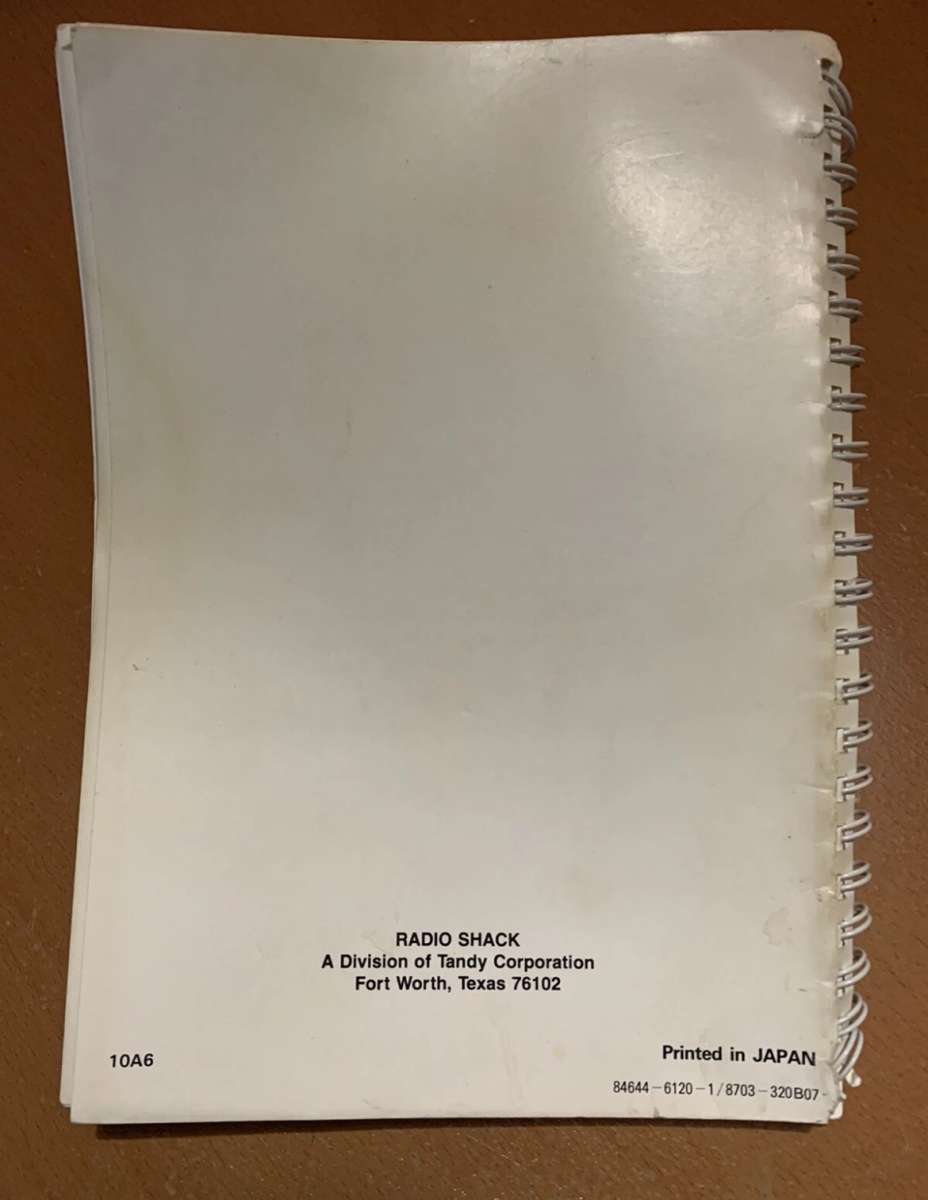 RADIO SHACK
A Division of Tandy Corporation
Fort Worth, Texas 76102
10A6
Printed in JAPAN
84644-6120-1/8703-320B07